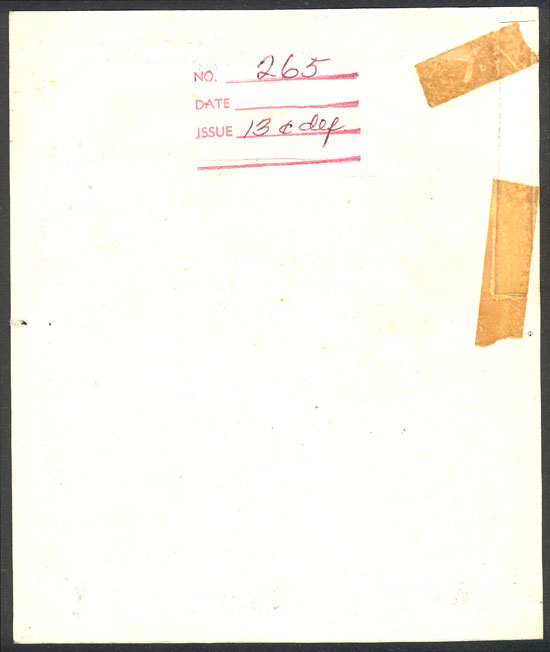 NO. 265
DATE
ISSUE 13 ¢ def.